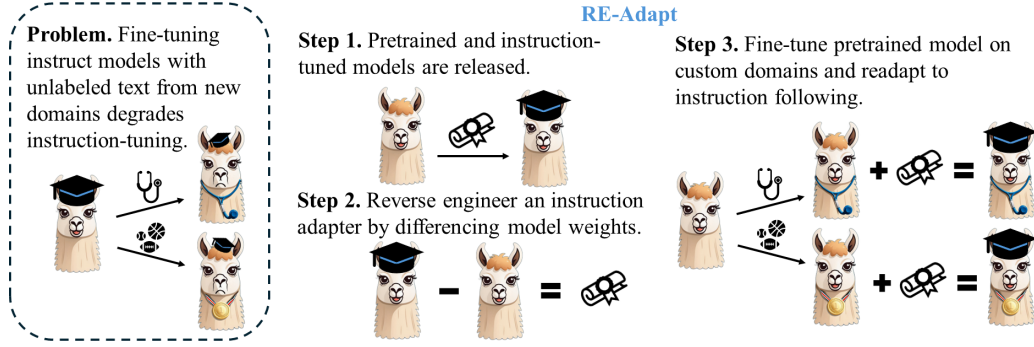 Problem. Fine-tuning
instruct models with
unlabeled text from new
domains degrades
instruction-tuning.
RE-Adapt
Step 1. Pretrained and instruction-
tuned models are released.
Step 2. Reverse engineer an instruction
adapter by differencing model weights.
Step 3. Fine-tune pretrained model on
custom domains and readapt to
instruction following.